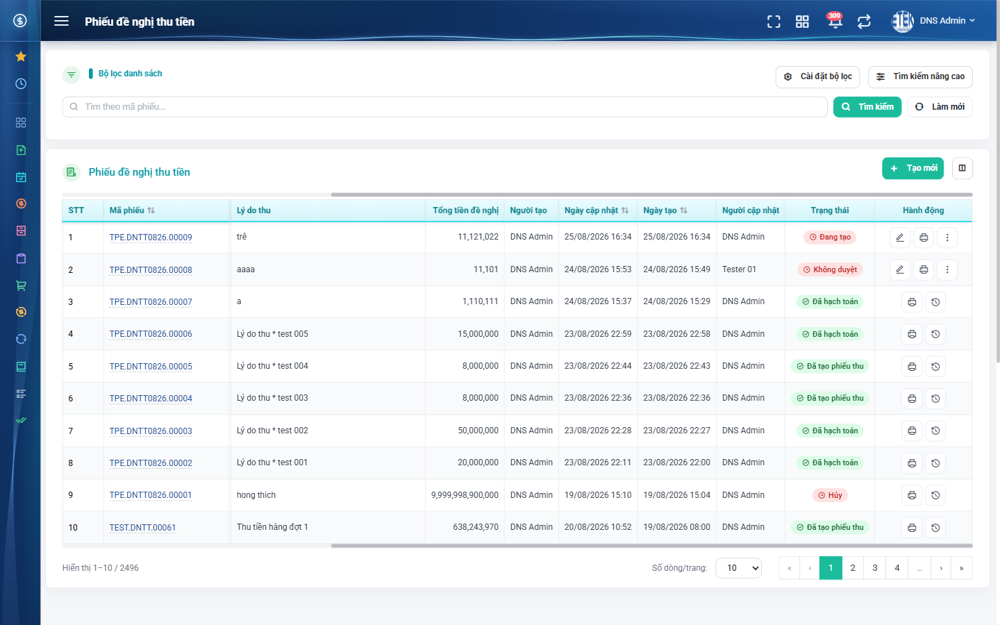 Phiếu đề nghị thu tiền
309
DNS Admin
Bộ lọc danh sách
Cài đặt bộ lọc
Tìm kiếm nâng cao
Tìm theo mã phiếu...
Tìm kiếm
Làm mới
Phiếu đề nghị thu tiền
+ Tạo mới
STT Mã phiếu Lý do thu Tổng tiền đề nghị Người tạo Ngày cập nhật Ngày tạo Người cập nhật Trạng thái Hành động
1 TPE.DNTT0826.00009 trê 11,121,022 DNS Admin 25/08/2026 16:34 25/08/2026 16:34 DNS Admin Đang tạo
2 TPE.DNTT0826.00008 aaaa 11,101 DNS Admin 24/08/2026 15:53 24/08/2026 15:49 Tester 01 Không duyệt
3 TPE.DNTT0826.00007 a 1,110,111 DNS Admin 24/08/2026 15:37 24/08/2026 15:29 DNS Admin Đã hạch toán
4 TPE.DNTT0826.00006 Lý do thu * test 005 15,000,000 DNS Admin 23/08/2026 22:59 23/08/2026 22:58 DNS Admin Đã hạch toán
5 TPE.DNTT0826.00005 Lý do thu * test 004 8,000,000 DNS Admin 23/08/2026 22:44 23/08/2026 22:43 DNS Admin Đã tạo phiếu thu
6 TPE.DNTT0826.00004 Lý do thu * test 003 8,000,000 DNS Admin 23/08/2026 22:36 23/08/2026 22:36 DNS Admin Đã tạo phiếu thu
7 TPE.DNTT0826.00003 Lý do thu * test 002 50,000,000 DNS Admin 23/08/2026 22:28 23/08/2026 22:27 DNS Admin Đã hạch toán
8 TPE.DNTT0826.00002 Lý do thu * test 001 20,000,000 DNS Admin 23/08/2026 22:11 23/08/2026 22:00 DNS Admin Đã hạch toán
9 TPE.DNTT0826.00001 hong thich 9,999,998,900,000 DNS Admin 19/08/2026 15:10 19/08/2026 15:04 DNS Admin Hủy
10 TEST.DNTT.00061 Thu tiền hàng đợt 1 638,243,970 DNS Admin 20/08/2026 10:52 19/08/2026 08:00 DNS Admin Đã tạo phiếu thu
Hiển thị 1–10 / 2496
Số dòng/trang: 10
« ‹ 1 2 3 4 ... › »